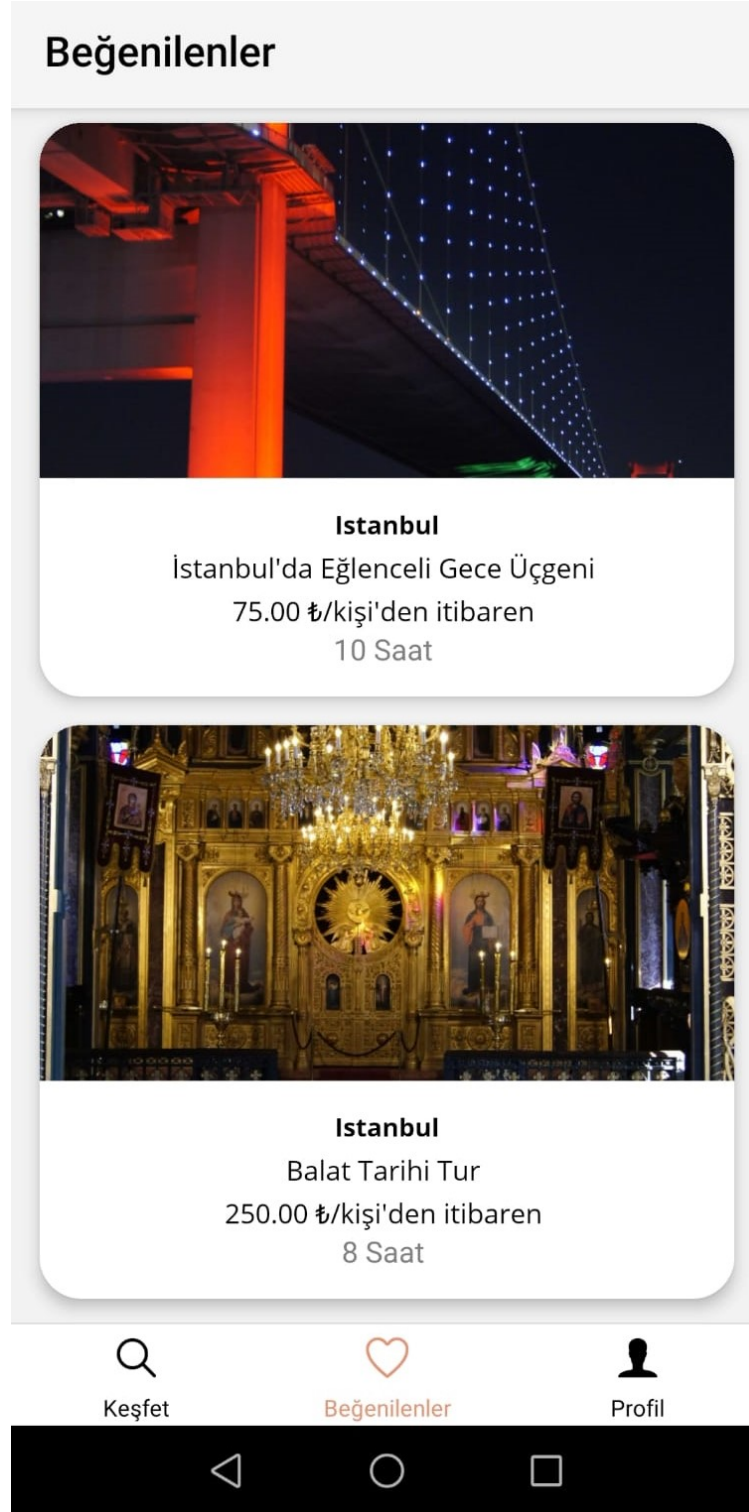 Beğenilenler
Istanbul
İstanbul'da Eğlenceli Gece Üçgeni
75.00 ₺/kişi'den itibaren
10 Saat
Istanbul
Balat Tarihi Tur
250.00 ₺/kişi'den itibaren
8 Saat
Keşfet
Beğenilenler
Profil